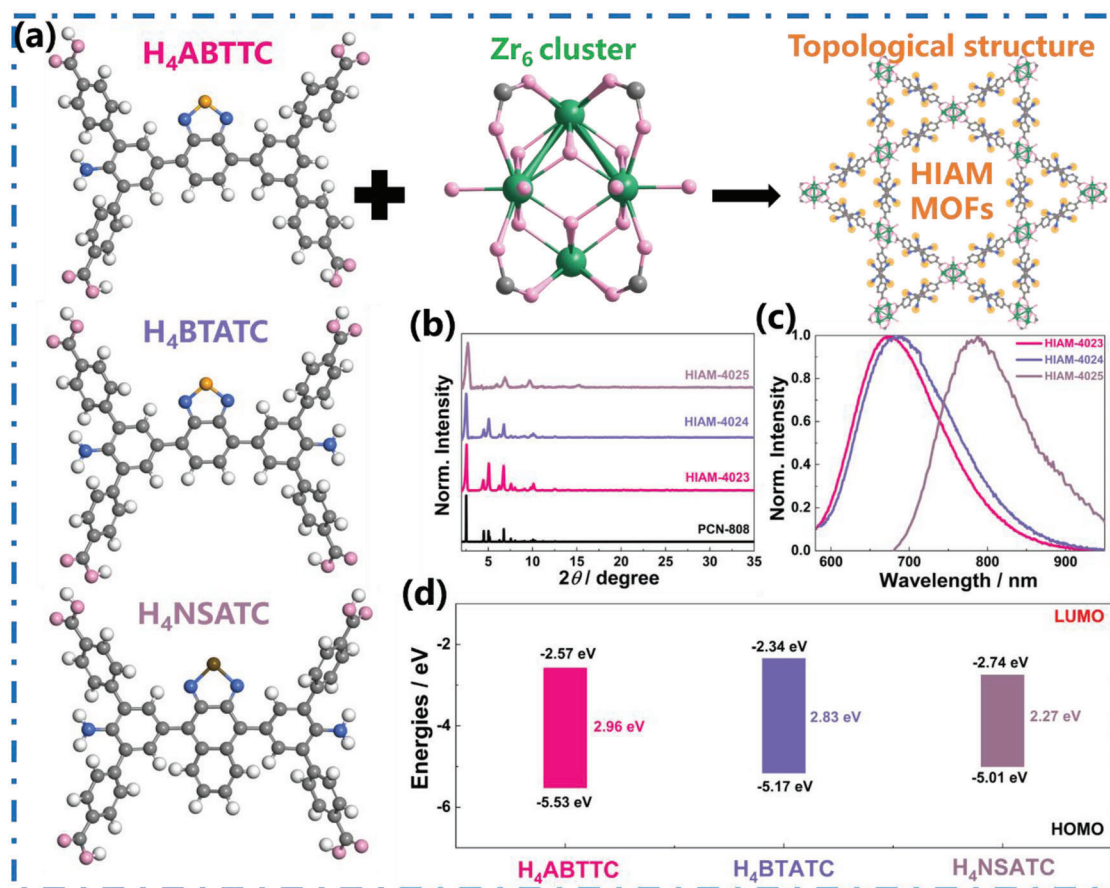 (a)
H₄ABTTC
Zr₆ cluster
Topological structure
HIAM
MOFs
H₄BTATC
H₄NSATC
(b)
Norm. Intensity
HIAM-4025
HIAM-4024
HIAM-4023
PCN-808
5 10 15 20 25 30 35
2θ / degree
(c)
Norm. Intensity
1.0
0.8
0.6
0.4
0.2
0.0
HIAM-4023
HIAM-4024
HIAM-4025
600 700 800 900
Wavelength / nm
(d)
Energies / eV
-2
-4
-6
LUMO
-2.57 eV
2.96 eV
-5.53 eV
-2.34 eV
2.83 eV
-5.17 eV
-2.74 eV
2.27 eV
-5.01 eV
HOMO
H₄ABTTC
H₄BTATC
H₄NSATC